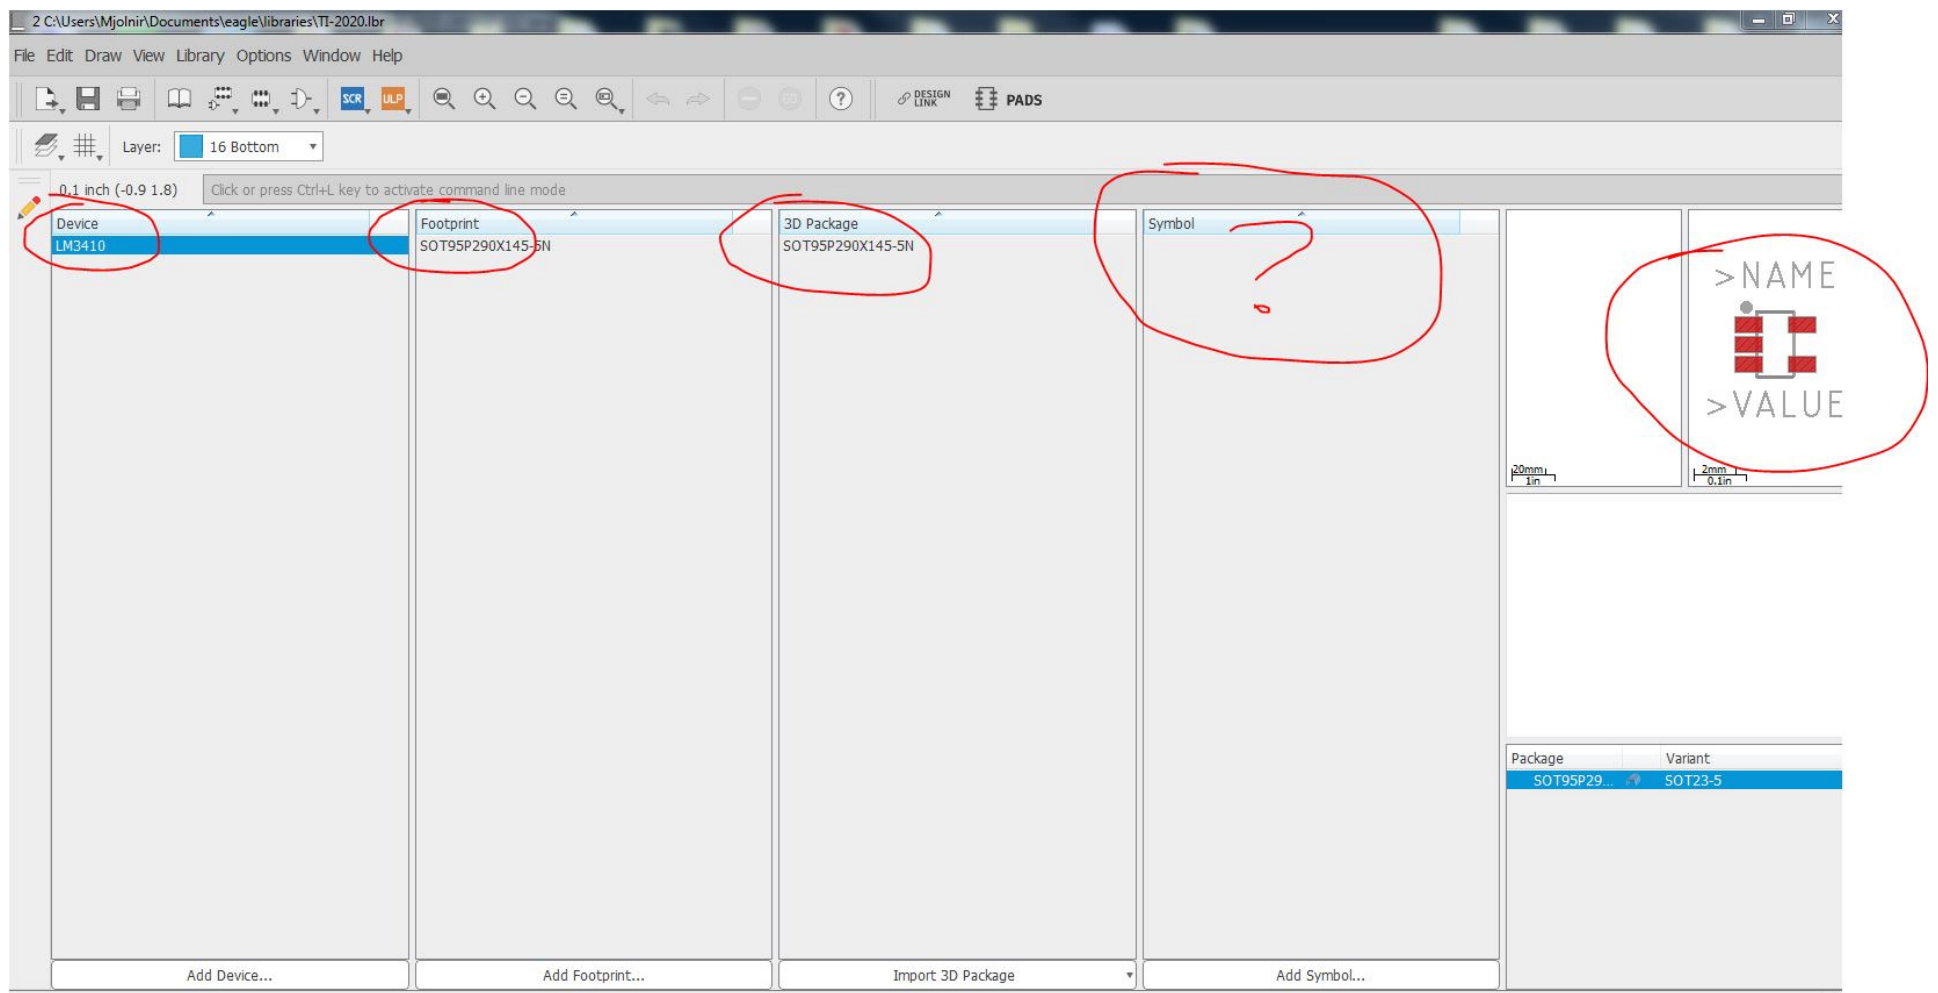 2 C:\Users\Mjolnir\Documents\eagle\libraries\TI-2020.lbr
File Edit Draw View Library Options Window Help
SCR ULP ? DESIGN LINK PADS
Layer: 16 Bottom
0.1 inch (-0.9 1.8) Click or press Ctrl+L key to activate command line mode
Device Footprint 3D Package Symbol
LM3410 SOT95P290X145-5N SOT95P290X145-5N
?
>NAME
>VALUE
20mm 2mm
1in 0.1in
Package Variant
SOT95P29... SOT23-5
Add Device... Add Footprint... Import 3D Package Add Symbol...